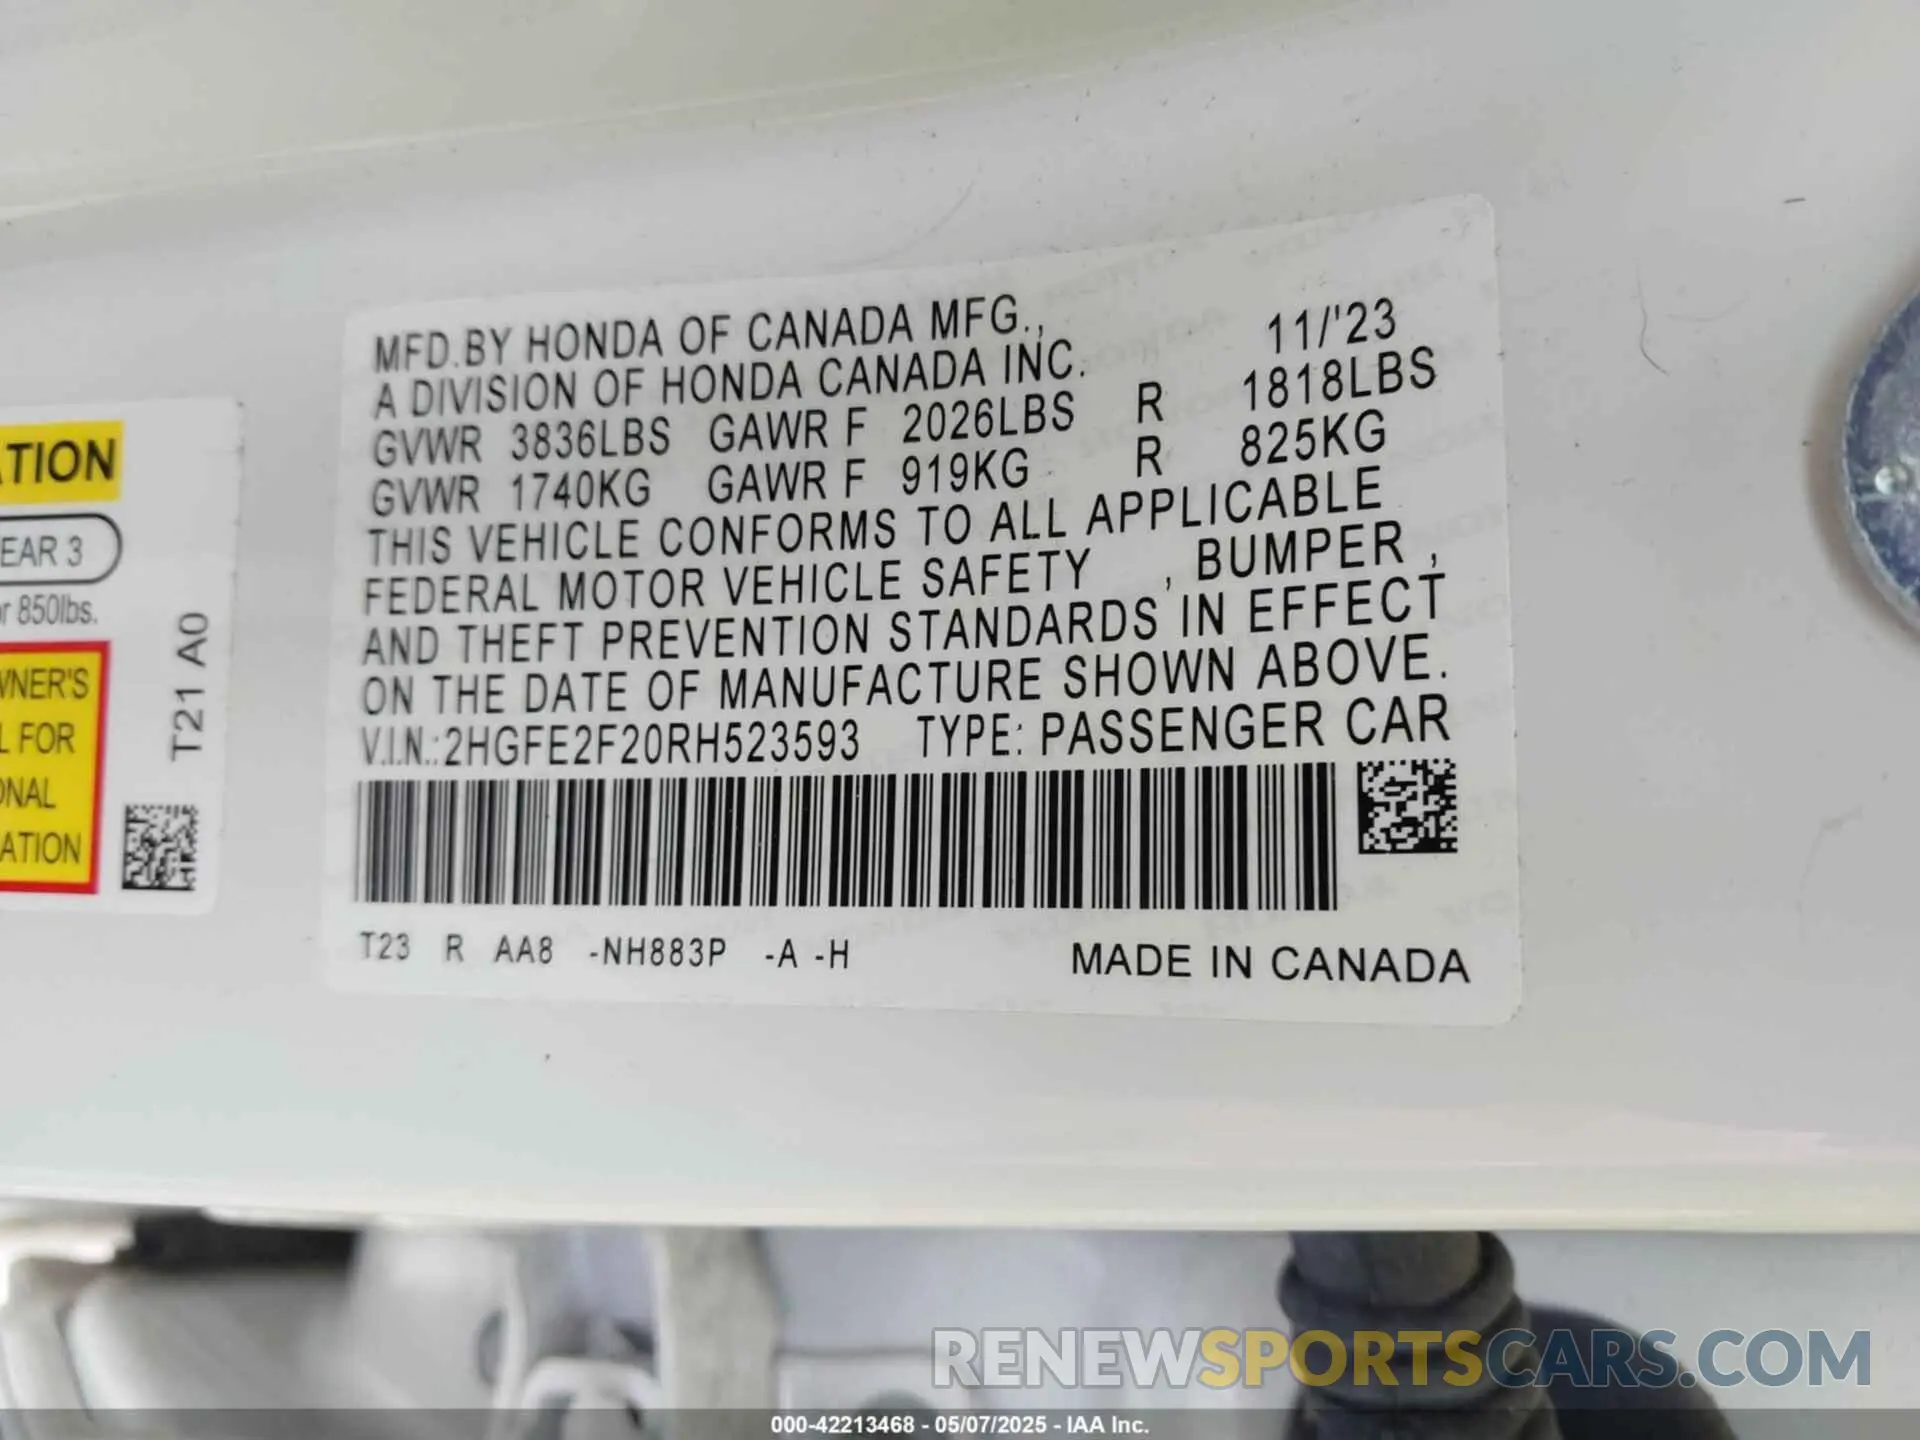 MFD.BY HONDA OF CANADA MFG., 11/'23
A DIVISION OF HONDA CANADA INC.
GVWR 3836LBS GAWR F 2026LBS R 1818LBS
GVWR 1740KG GAWR F 919KG R 825KG
THIS VEHICLE CONFORMS TO ALL APPLICABLE
FEDERAL MOTOR VEHICLE SAFETY , BUMPER ,
AND THEFT PREVENTION STANDARDS IN EFFECT
ON THE DATE OF MANUFACTURE SHOWN ABOVE.
V.I.N.:2HGFE2F20RH523593 TYPE: PASSENGER CAR
T23 R AA8 -NH883P -A -H MADE IN CANADA
ATION
EAR 3
r 850lbs.
WNER'S
L FOR
ONAL
ATION
T21 A0
RENEWSPORTSCARS.COM
000-42213468 - 05/07/2025 - IAA Inc.